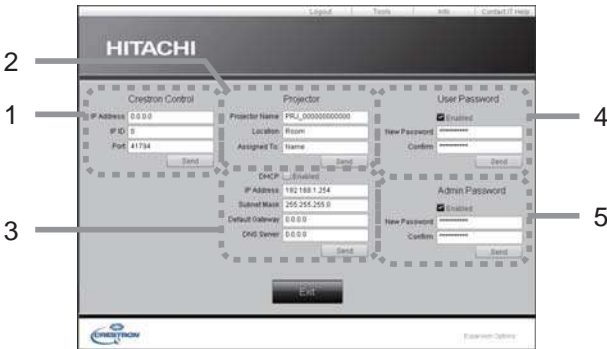 Logout Tools Info Contact IT Help
HITACHI
1
Crestron Control
IP Address 0.0.0.0
IP ID 0
Port 41794
Send
2
Projector
Projector Name PRJ_000000000000
Location Room
Assigned To: Name
Send
3
DHCP Enabled
IP Address 192.168.1.254
Subnet Mask 255.255.255.0
Default Gateway 0.0.0.0
DNS Server 0.0.0.0
Send
4
User Password
Enabled
New Password **********
Confirm **********
Send
5
Admin Password
Enabled
New Password **********
Confirm **********
Send
Exit
CRESTRON
Expansion Options